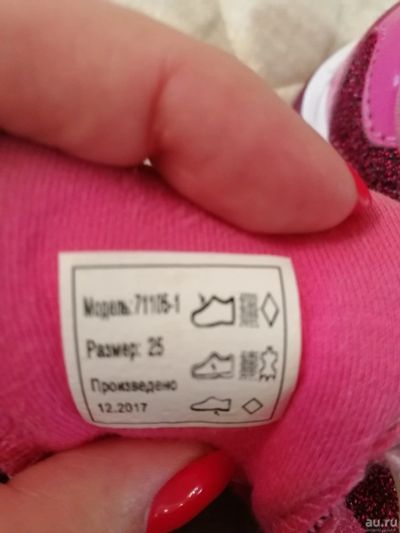 Модель:71105-1
Размер: 25
Произведено
12.2017
au.ru